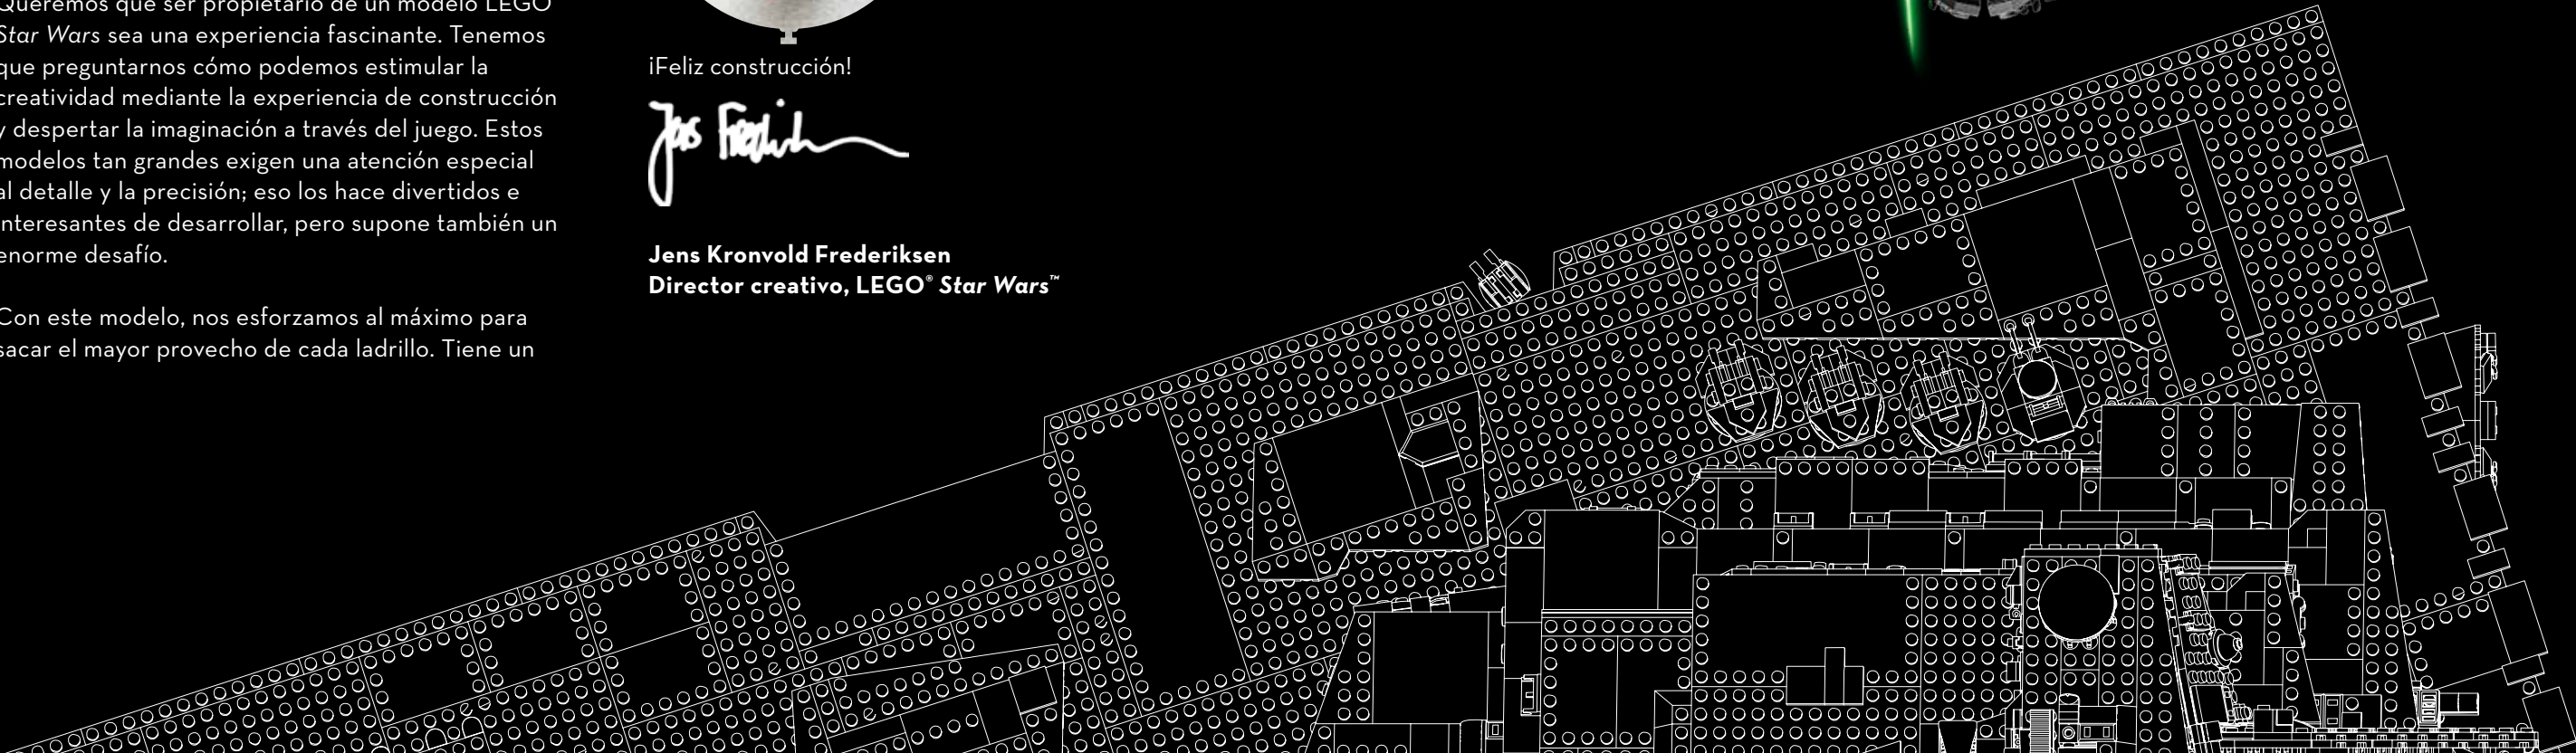 Queremos que ser propietario de un modelo LEGO
Star Wars sea una experiencia fascinante. Tenemos
que preguntarnos cómo podemos estimular la
creatividad mediante la experiencia de construcción
y despertar la imaginación a través del juego. Estos
modelos tan grandes exigen una atención especial
al detalle y la precisión; eso los hace divertidos e
interesantes de desarrollar, pero supone también un
enorme desafío.
Con este modelo, nos esforzamos al máximo para
sacar el mayor provecho de cada ladrillo. Tiene un
¡Feliz construcción!
Jens Kronvold Frederiksen
Director creativo, LEGO® Star Wars™